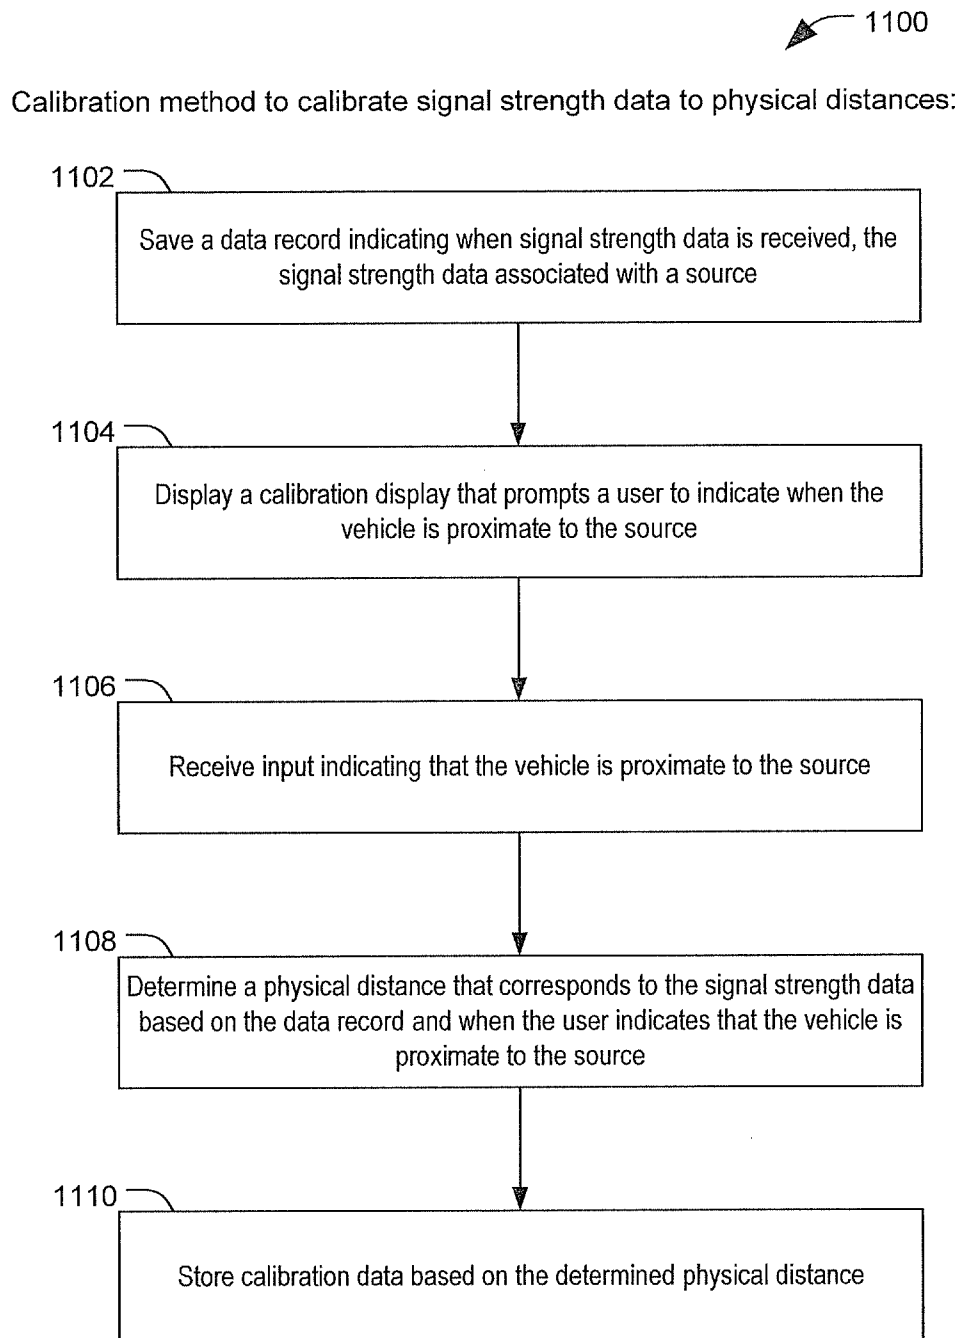 1100
Calibration method to calibrate signal strength data to physical distances:
1102
Save a data record indicating when signal strength data is received, the
signal strength data associated with a source
1104
Display a calibration display that prompts a user to indicate when the
vehicle is proximate to the source
1106
Receive input indicating that the vehicle is proximate to the source
1108
Determine a physical distance that corresponds to the signal strength data
based on the data record and when the user indicates that the vehicle is
proximate to the source
1110
Store calibration data based on the determined physical distance